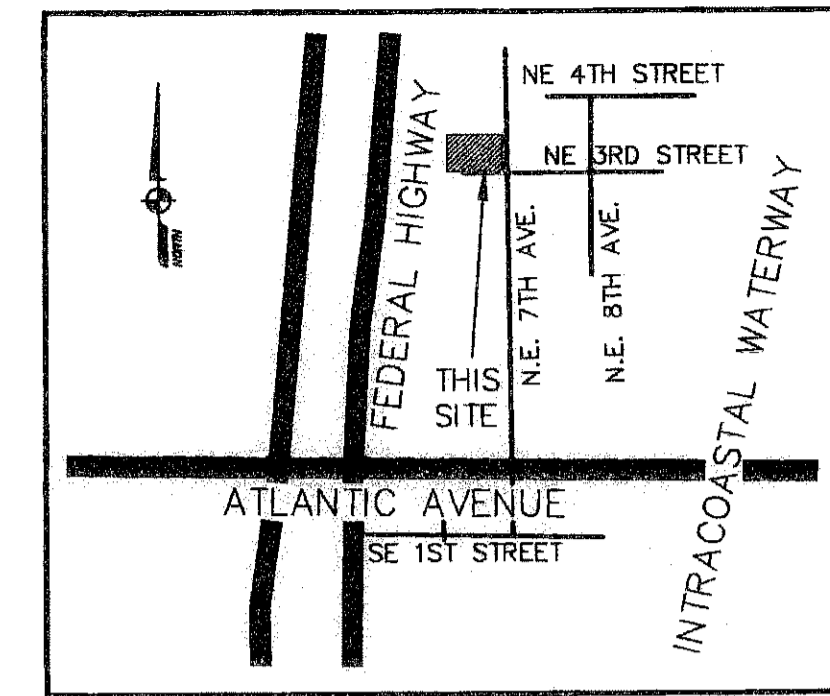 NE 4TH STREET
NE 3RD STREET
NORTH
FEDERAL HIGHWAY
N.E. 7TH AVE.
N.E. 8TH AVE.
INTRACOASTAL WATERWAY
THIS
SITE
ATLANTIC AVENUE
SE 1ST STREET